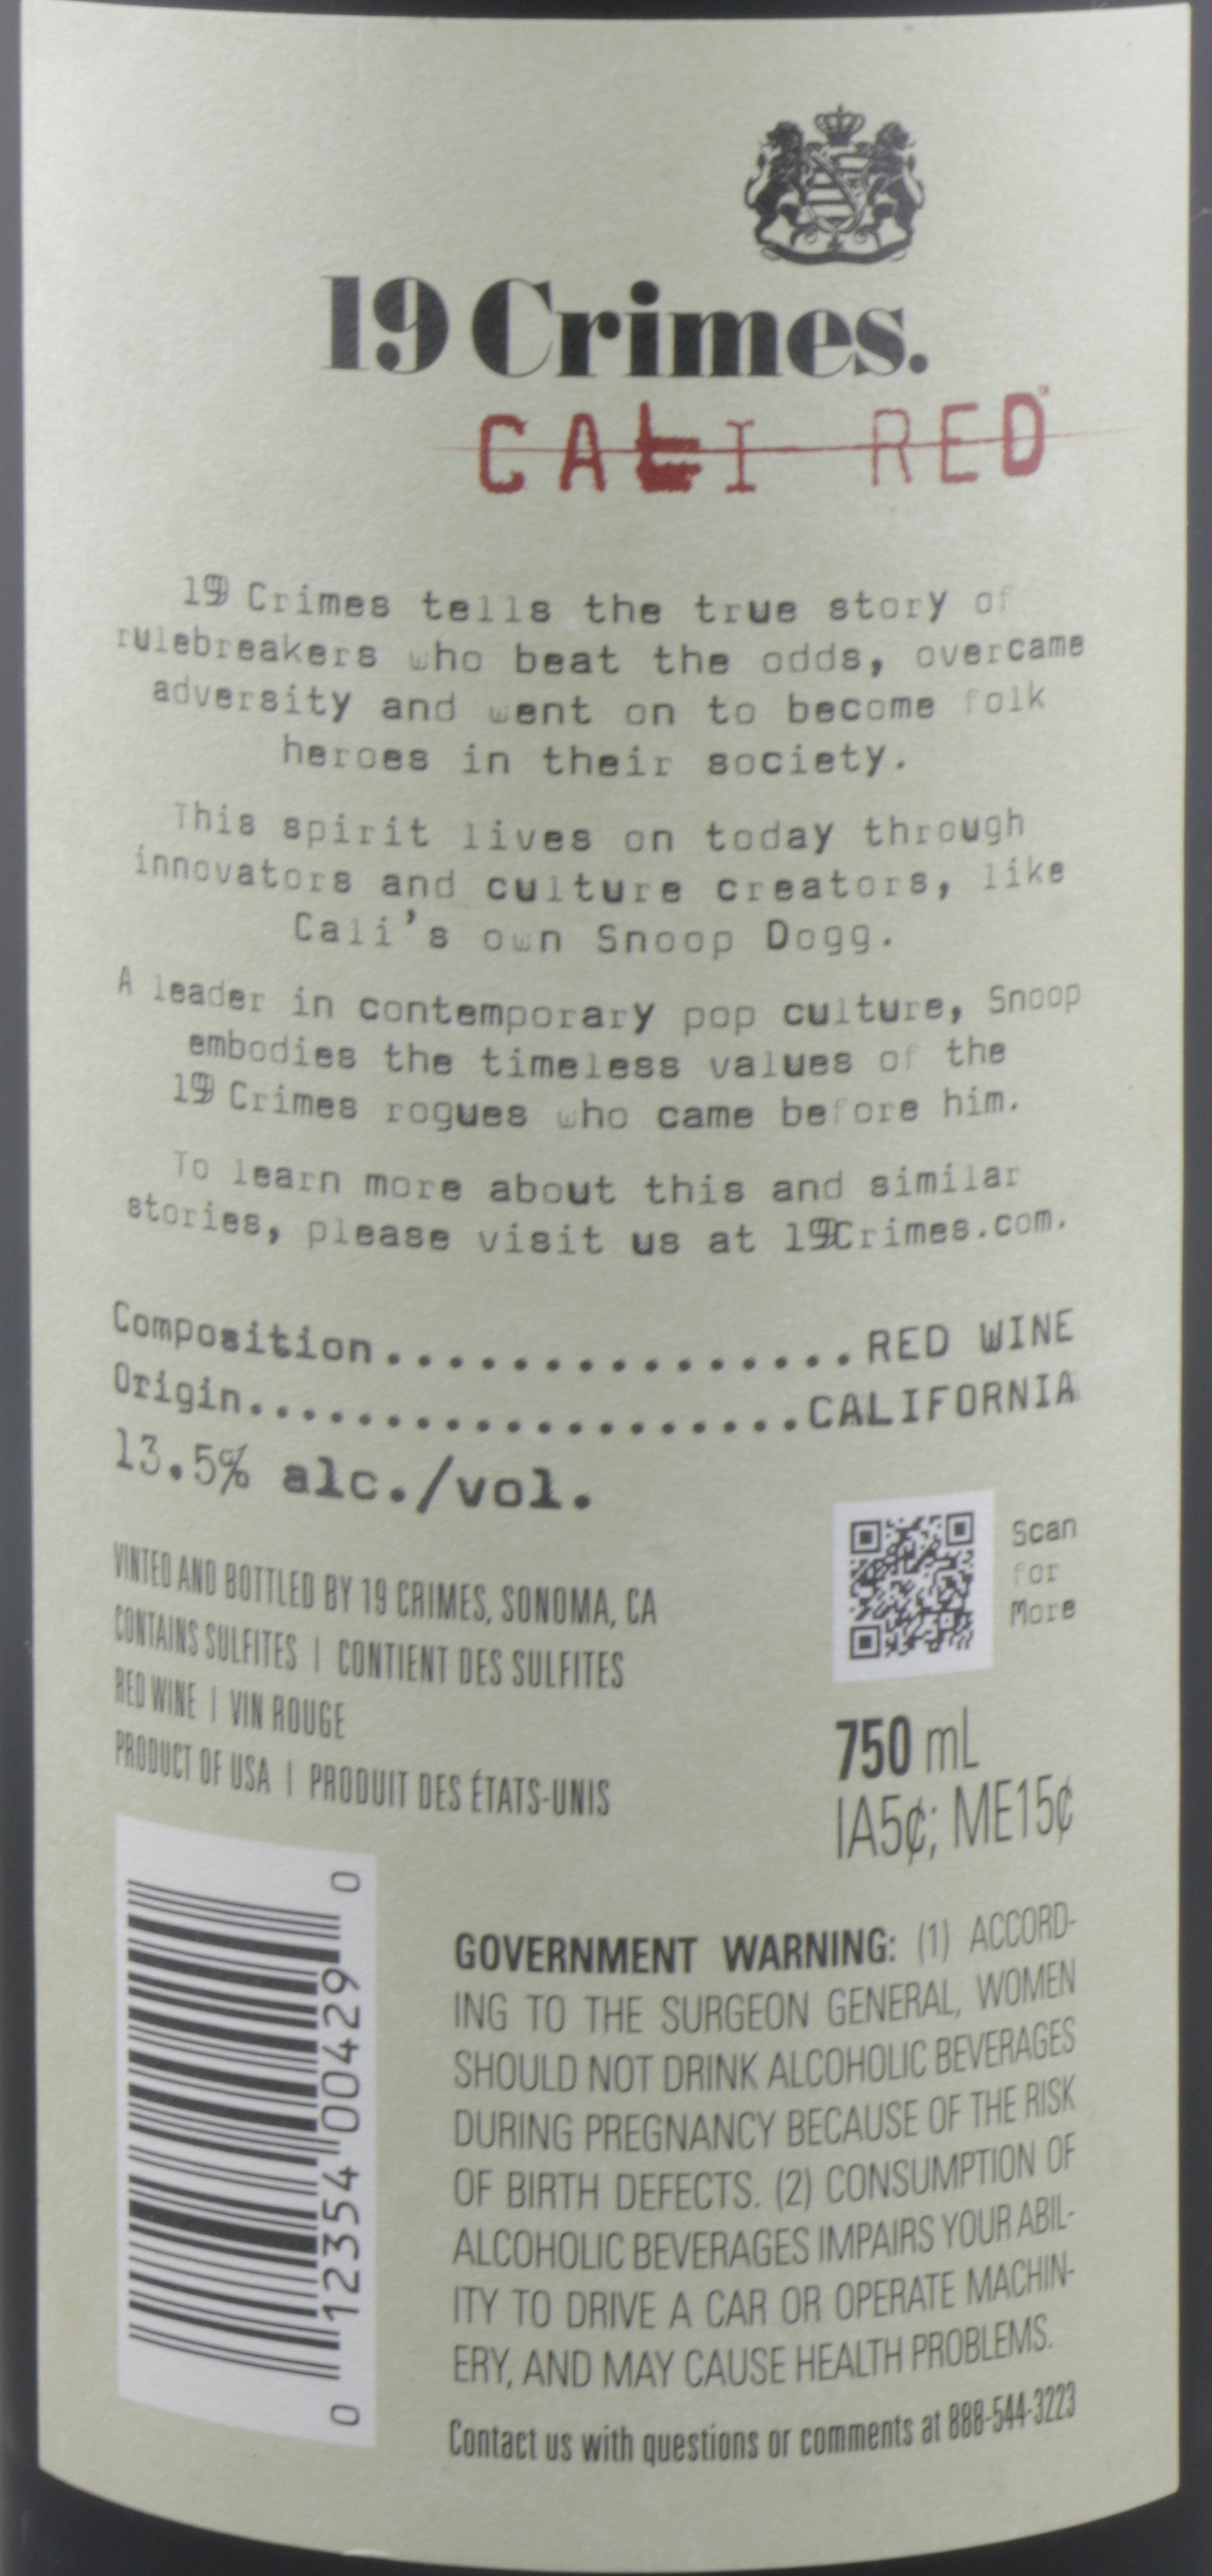 19 Crimes.
CALI RED™
19 Crimes tells the true story of
rulebreakers who beat the odds, overcame
adversity and went on to become folk
heroes in their society.
This spirit lives on today through
innovators and culture creators, like
Cali's own Snoop Dogg.
A leader in contemporary pop culture, Snoop
embodies the timeless values of the
19 Crimes rogues who came before him.
To learn more about this and similar
stories, please visit us at 19Crimes.com.
Composition.................RED WINE
Origin.....................CALIFORNIA
13.5% alc./vol.
Scan
for
More
VINTED AND BOTTLED BY 19 CRIMES, SONOMA, CA
CONTAINS SULFITES | CONTIENT DES SULFITES
RED WINE | VIN ROUGE
PRODUCT OF USA | PRODUIT DES ÉTATS-UNIS
750 mL
IA5¢; ME15¢
0 12354 00429 0
GOVERNMENT WARNING: (1) ACCORD-
ING TO THE SURGEON GENERAL, WOMEN
SHOULD NOT DRINK ALCOHOLIC BEVERAGES
DURING PREGNANCY BECAUSE OF THE RISK
OF BIRTH DEFECTS. (2) CONSUMPTION OF
ALCOHOLIC BEVERAGES IMPAIRS YOUR ABIL-
ITY TO DRIVE A CAR OR OPERATE MACHIN-
ERY, AND MAY CAUSE HEALTH PROBLEMS.
Contact us with questions or comments at 888-544-3223